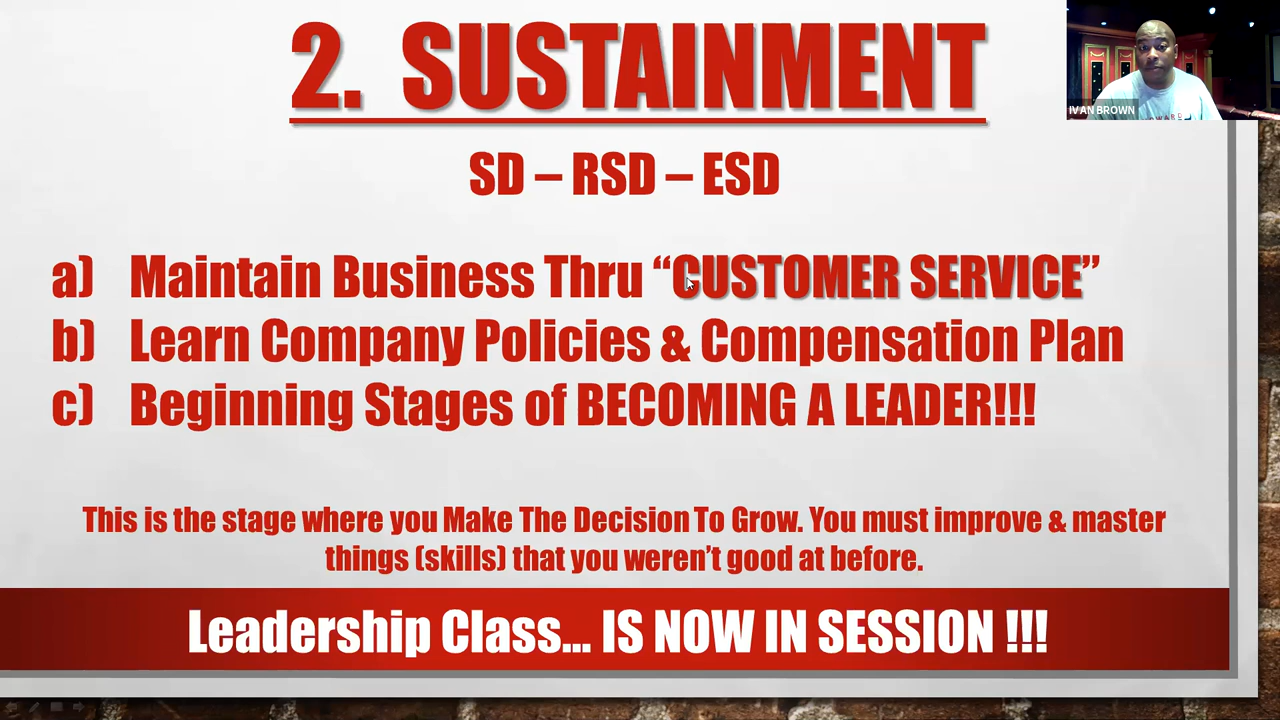 2. SUSTAINMENT
IVAN BROWN
SD – RSD – ESD
a) Maintain Business Thru “CUSTOMER SERVICE”
b) Learn Company Policies & Compensation Plan
c) Beginning Stages of BECOMING A LEADER!!!
This is the stage where you Make The Decision To Grow. You must improve & master
things (skills) that you weren’t good at before.
Leadership Class... IS NOW IN SESSION !!!